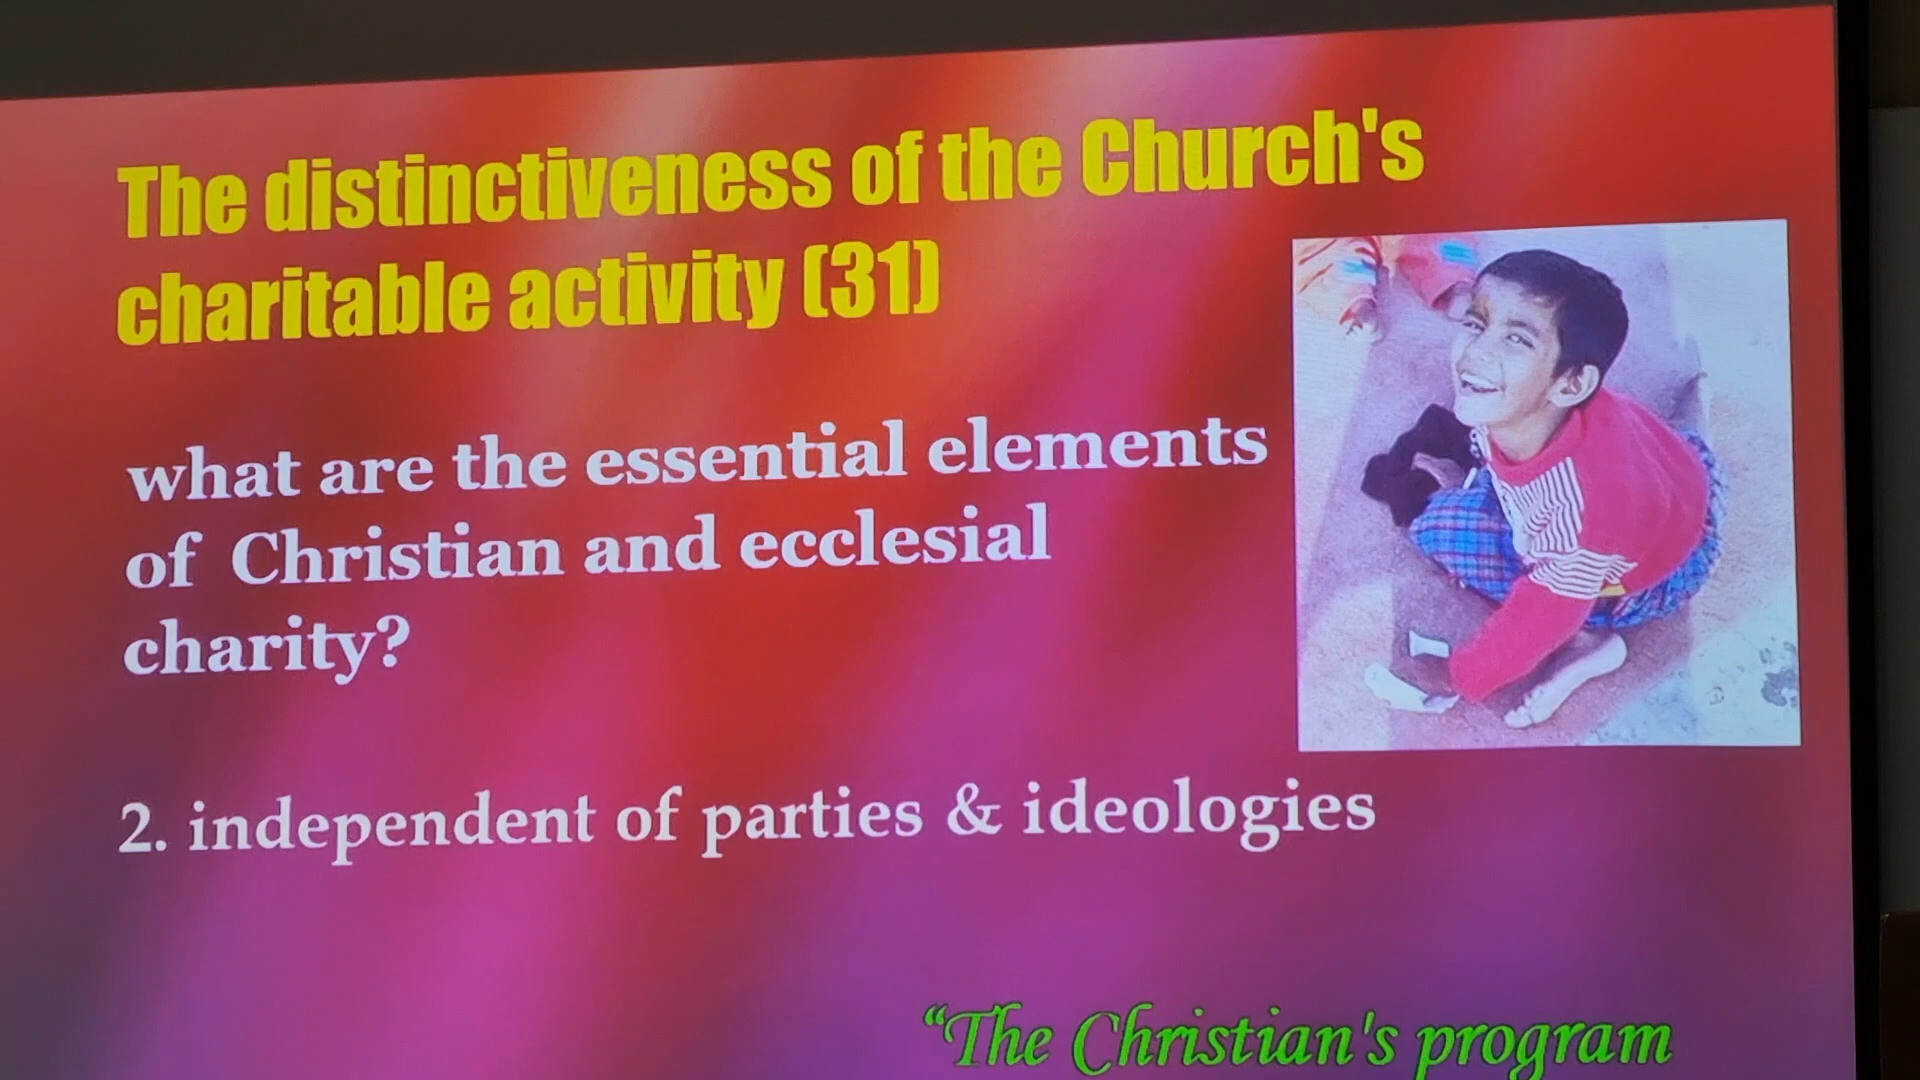 The distinctiveness of the Church's
charitable activity (31)
what are the essential elements
of Christian and ecclesial
charity?
2. independent of parties & ideologies
“The Christian's program